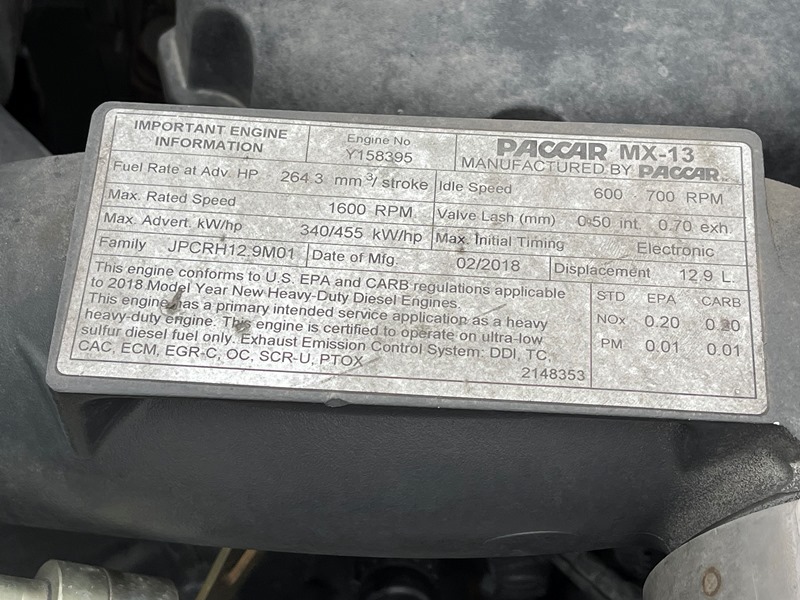 IMPORTANT ENGINE INFORMATION
Engine No
Y158395
PACCAR MX-13
MANUFACTURED BY PACCAR
Fuel Rate at Adv. HP 264.3 mm3/stroke
Idle Speed 600 - 700 RPM
Max. Rated Speed 1600 RPM
Valve Lash (mm) 0.50 int. 0.70 exh.
Max. Advert. kW/hp 340/455 kW/hp
Max. Initial Timing Electronic
Family JPCRH12.9M01
Date of Mfg. 02/2018
Displacement 12.9 L
This engine conforms to U.S. EPA and CARB regulations applicable
to 2018 Model Year New Heavy-Duty Diesel Engines.
This engine has a primary intended service application as a heavy
heavy-duty engine. This engine is certified to operate on ultra-low
sulfur diesel fuel only. Exhaust Emission Control System: DDI, TC,
CAC, ECM, EGR-C, OC, SCR-U, PTOX
2148353
STD EPA CARB
NOx 0.20 0.20
PM 0.01 0.01